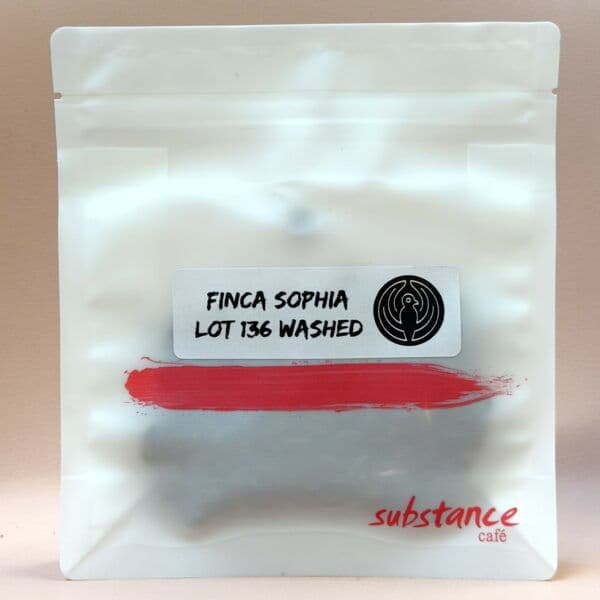 FINCA SOPHIA
LOT 136 WASHED
substance
café